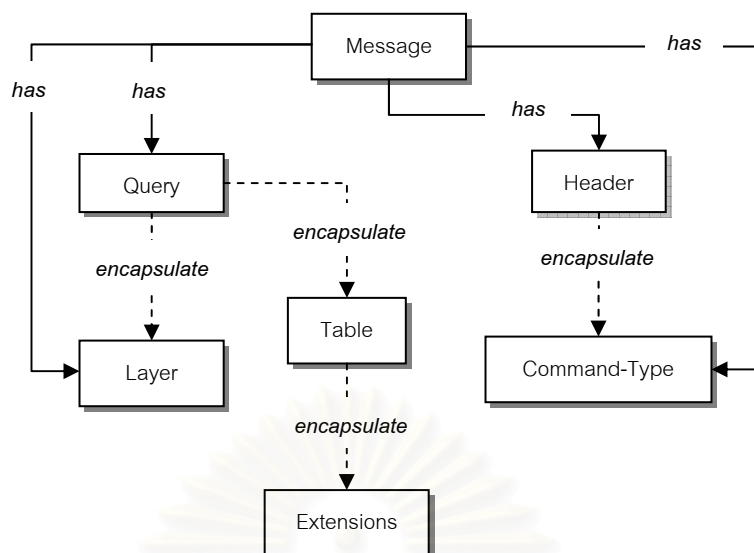 Message
has
has
has
has
Query
Header
encapsulate
encapsulate
encapsulate
Table
Layer
Command-Type
encapsulate
Extensions